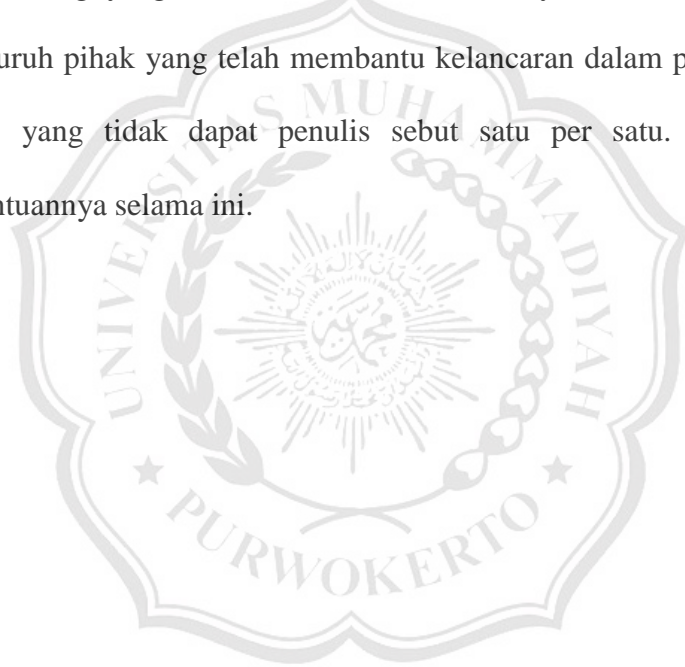 uruh pihak yang telah membantu kelancaran dalam p
yang tidak dapat penulis sebut satu per satu.
ntuannya selama ini.
UNIVERSITAS MUHAMMADIYAH
PURWOKERTO